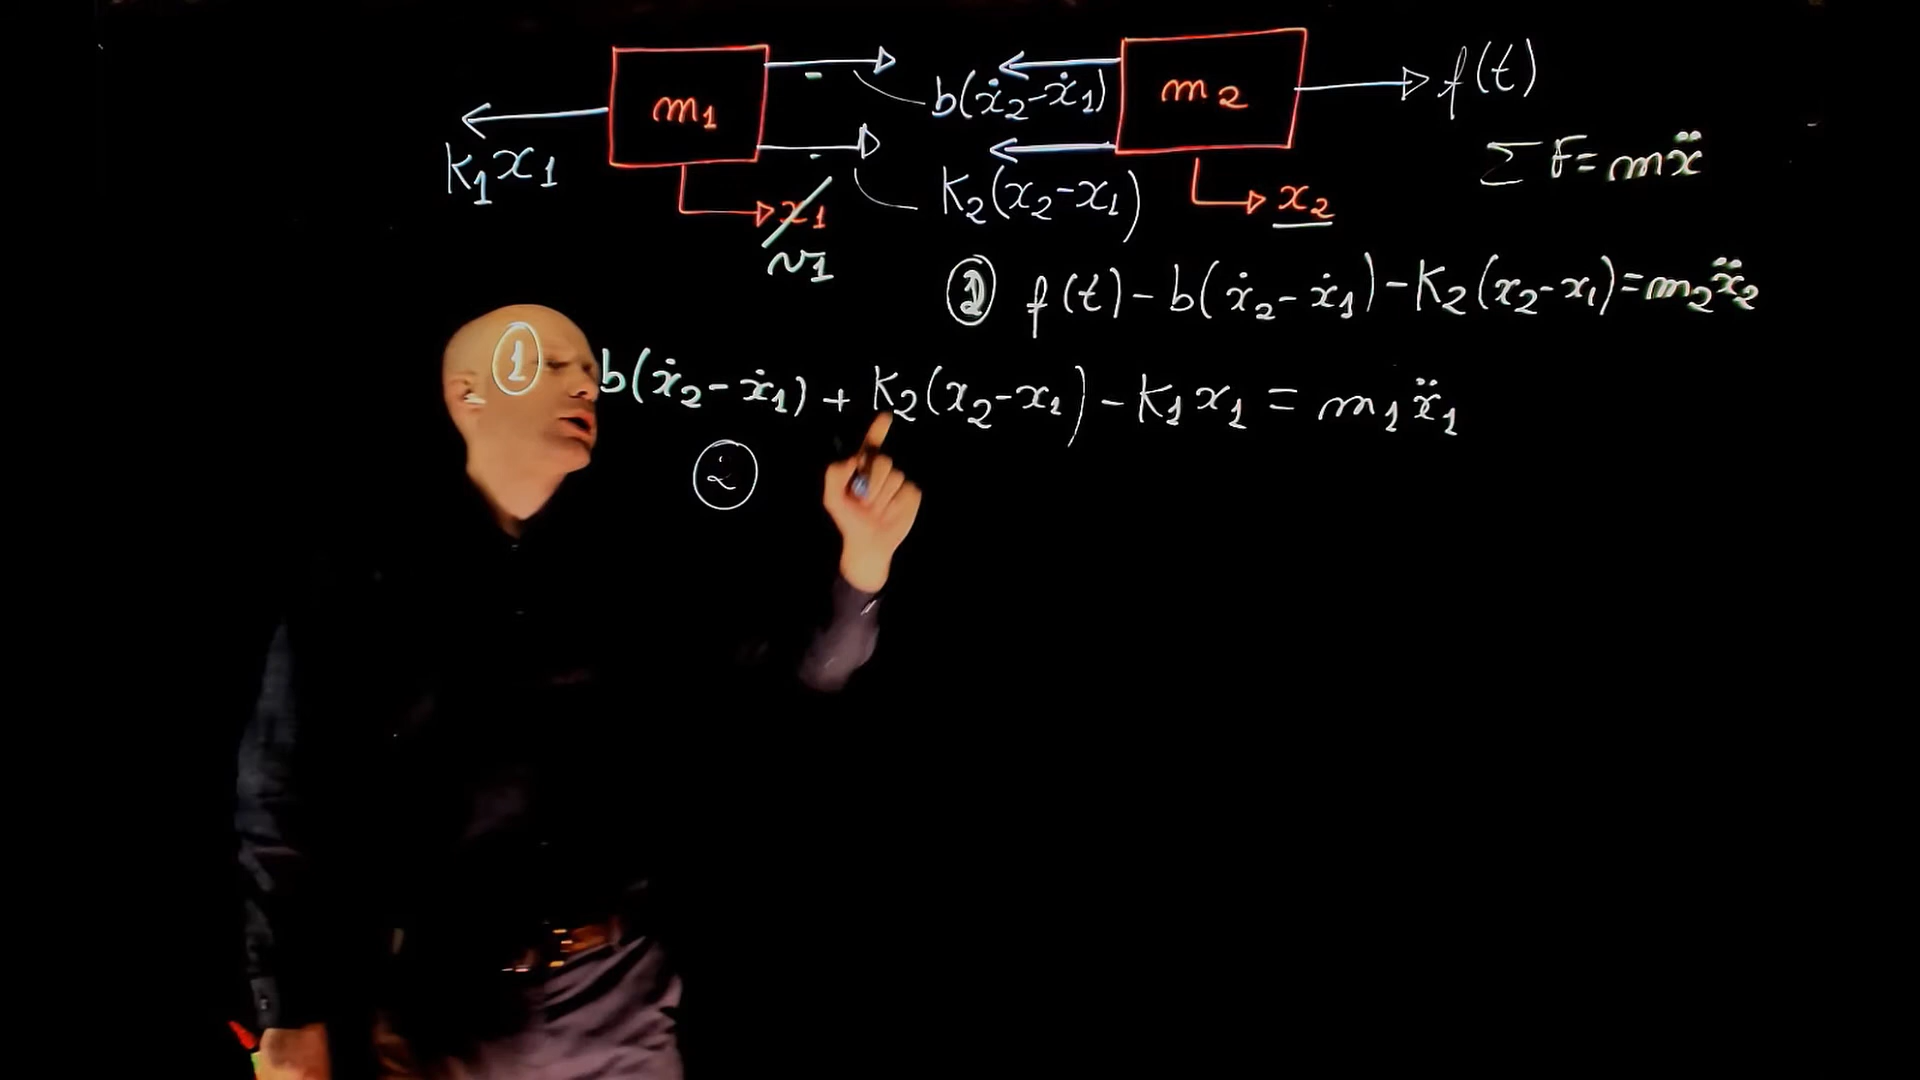 m1
m2
f(t)
b(ẋ2-ẋ1)
K1x1
K2(x2-x1)
ΣF=mẍ
x1
x2
v1
② f(t)-b(ẋ2-ẋ1)-K2(x2-x1)=m2ẍ2
① b(ẋ2-ẋ1)+K2(x2-x1)-K1x1=m1ẍ1
②